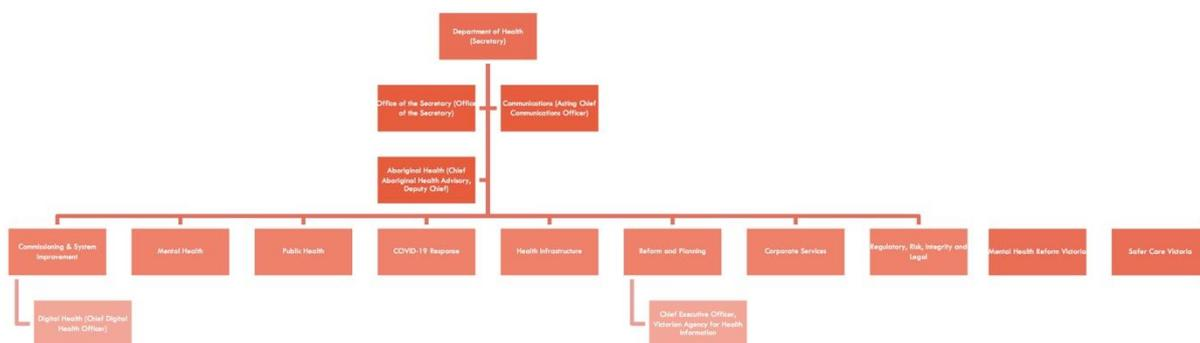 Department of Health
(Secretary)
Office of the Secretary (Office
of the Secretary)
Communications (Acting Chief
Communications Officer)
Aboriginal Health (Chief
Aboriginal Health Advisory,
Deputy Chief)
Commissioning & System
Improvement
Mental Health
Public Health
COVID-19 Response
Health Infrastructure
Reform and Planning
Corporate Services
Regulatory, Risk, Integrity and
Legal
Mental Health Reform Victoria
Safer Care Victoria
Digital Health (Chief Digital
Health Officer)
Chief Executive Officer,
Victorian Agency for Health
Information